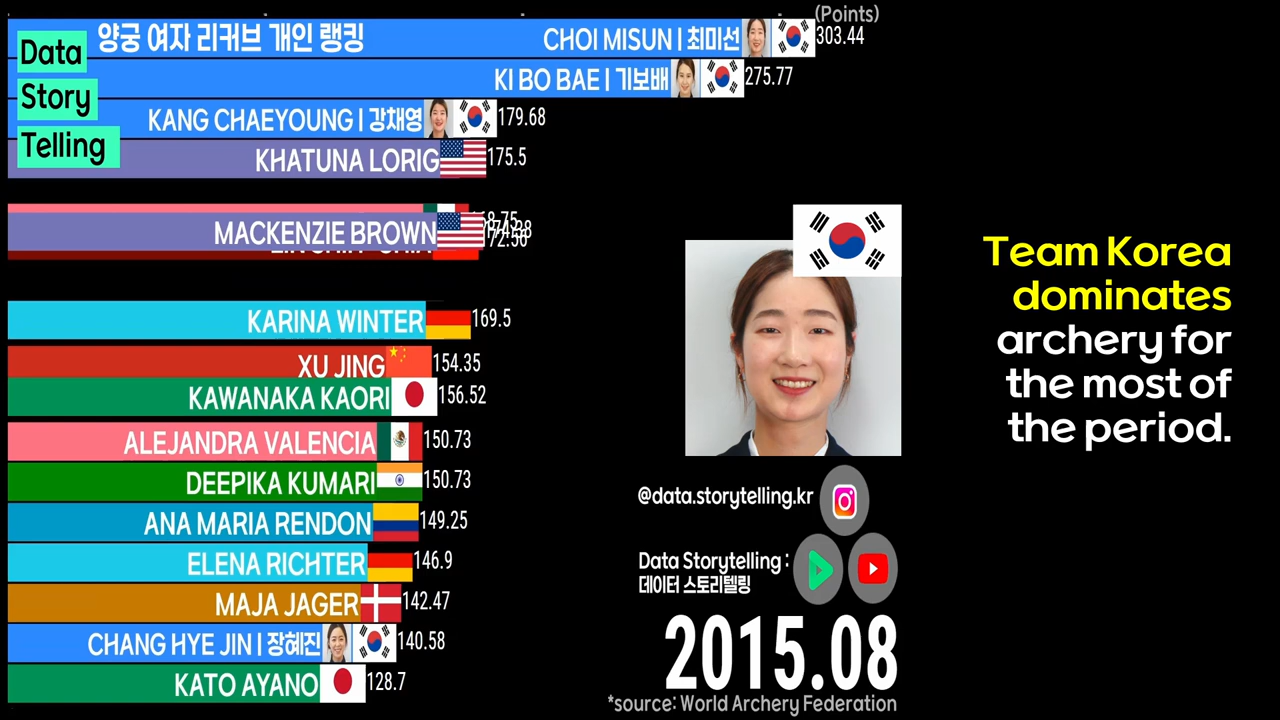 (Points)
양궁 여자 리커브 개인 랭킹
Data
Story
Telling
CHOI MISUN | 최미선 303.44
KI BO BAE | 기보배 275.77
KANG CHAEYOUNG | 강채영 179.68
KHATUNA LORIG 175.5
MACKENZIE BROWN
KARINA WINTER 169.5
XU JING 154.35
KAWANAKA KAORI 156.52
ALEJANDRA VALENCIA 150.73
DEEPIKA KUMARI 150.73
ANA MARIA RENDON 149.25
ELENA RICHTER 146.9
MAJA JAGER 142.47
CHANG HYE JIN | 장혜진 140.58
KATO AYANO 128.7
Team Korea
dominates
archery for
the most of
the period.
@data.storytelling.kr
Data Storytelling :
데이터 스토리텔링
2015.08
*source: World Archery Federation